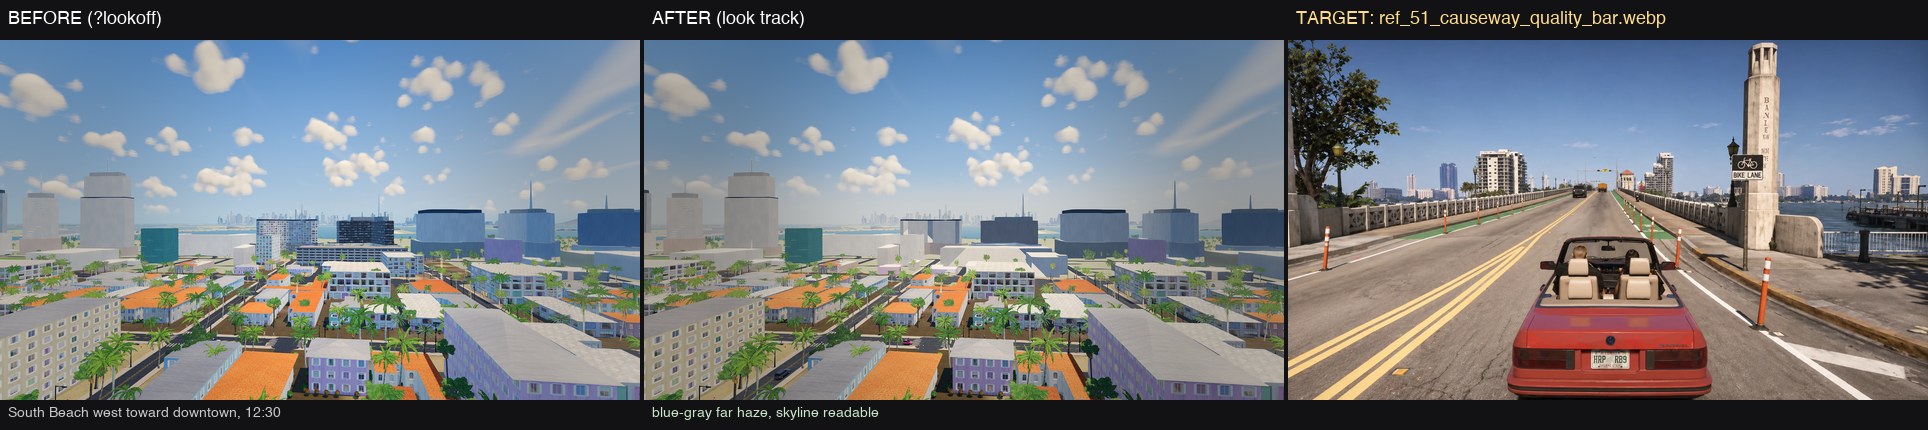 BEFORE (?lookoff)
AFTER (look track)
TARGET: ref_51_causeway_quality_bar.webp
BIKE LANE
South Beach west toward downtown, 12:30
blue-gray far haze, skyline readable